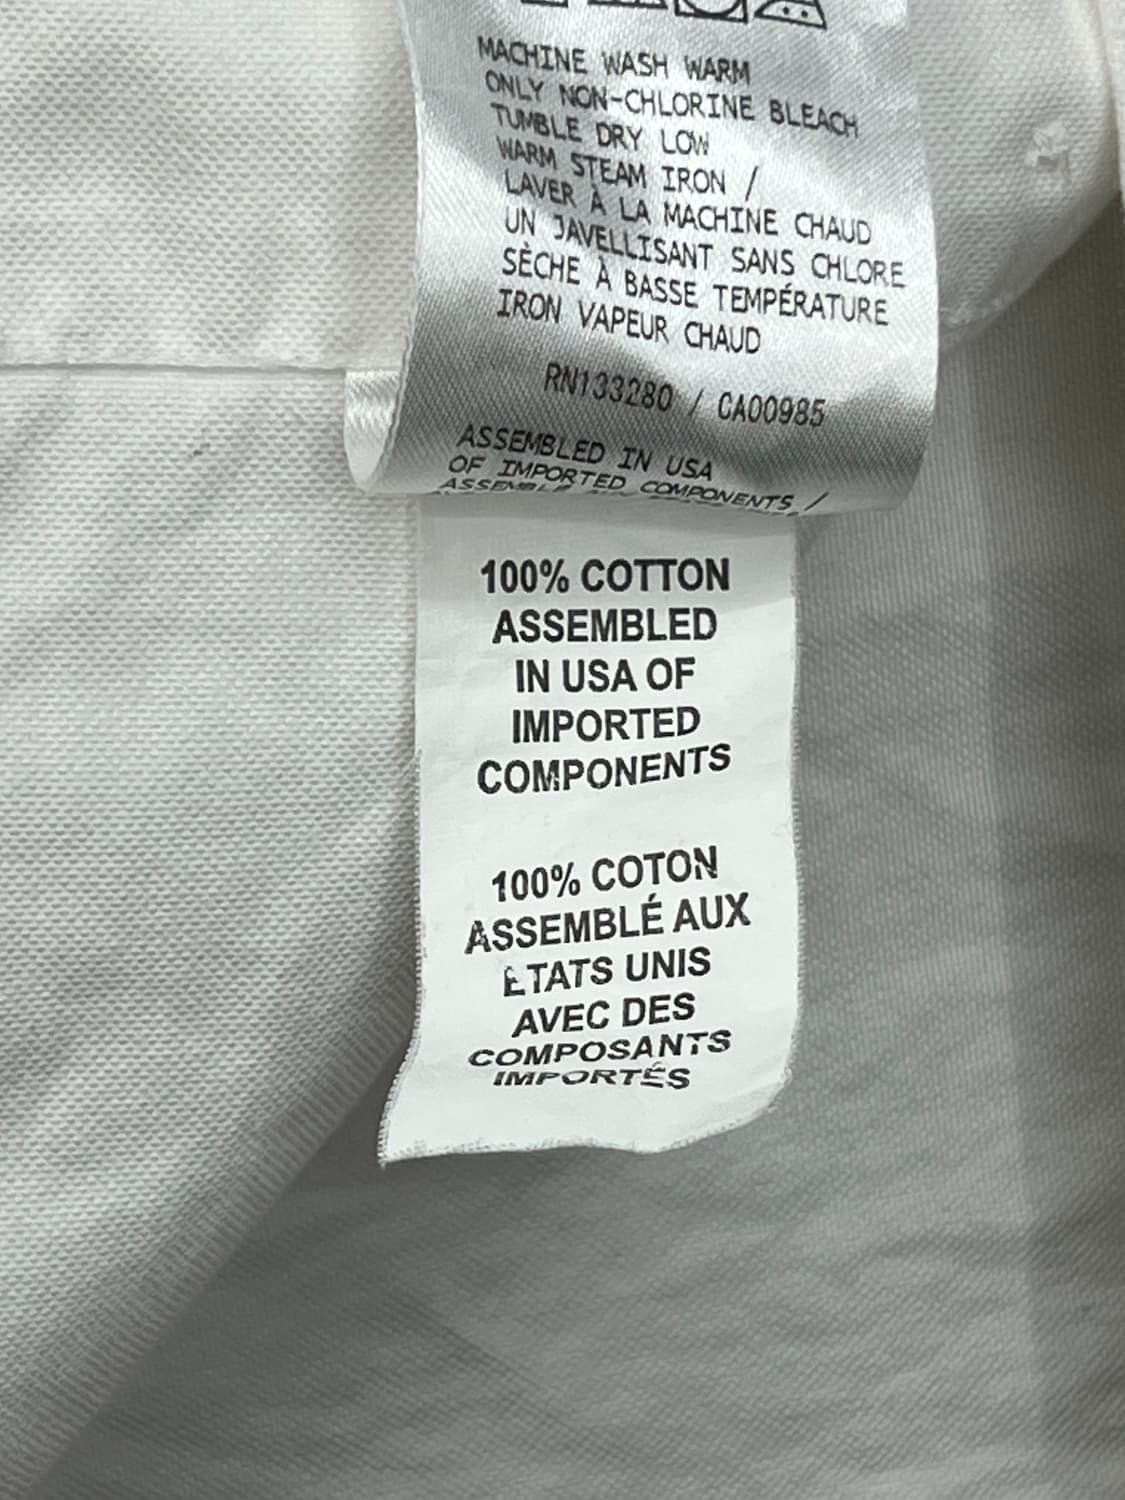 MACHINE WASH WARM
ONLY NON-CHLORINE BLEACH
TUMBLE DRY LOW
WARM STEAM IRON /
LAVER À LA MACHINE CHAUD
UN JAVELLISANT SANS CHLORE
SÈCHE À BASSE TEMPÉRATURE
IRON VAPEUR CHAUD
RN133280 / CA00985
ASSEMBLED IN USA
OF IMPORTED COMPONENTS /
100% COTTON
ASSEMBLED
IN USA OF
IMPORTED
COMPONENTS
100% COTON
ASSEMBLÉ AUX
ETATS UNIS
AVEC DES
COMPOSANTS
IMPORTÉS